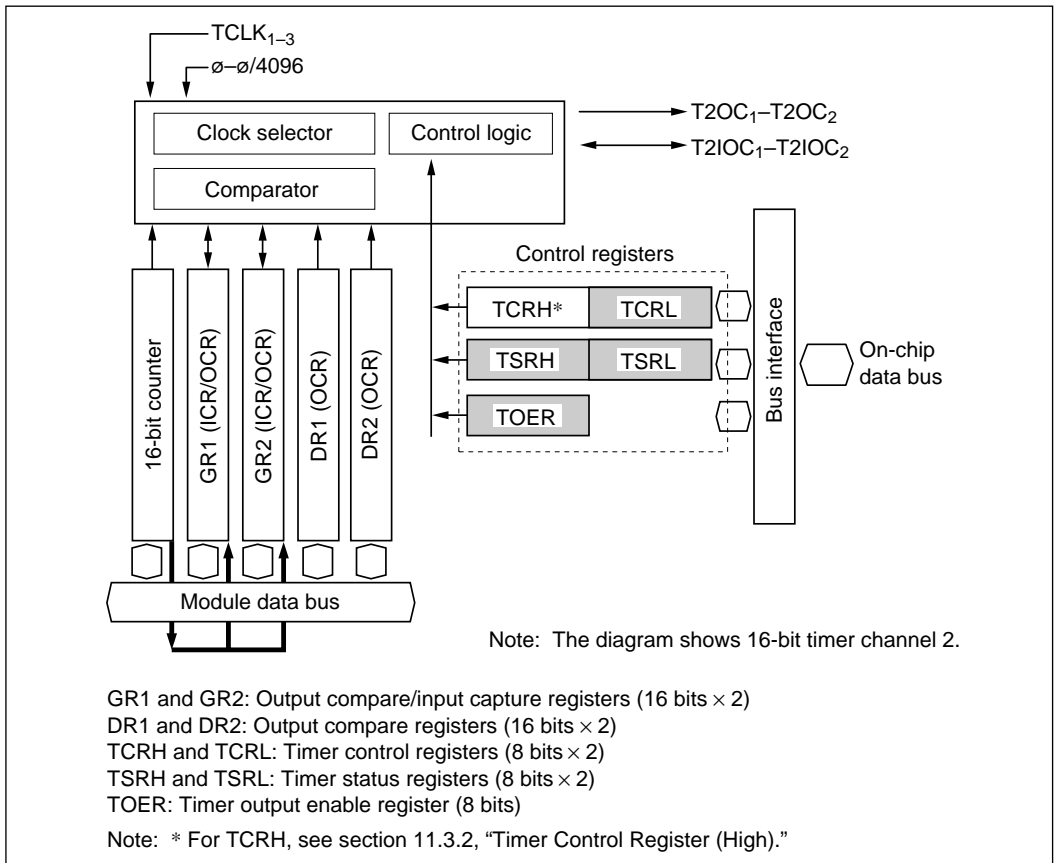 TCLK₁₋₃
ø–ø/4096
Clock selector
Control logic
Comparator
T2OC₁–T2OC₂
T2IOC₁–T2IOC₂
Control registers
TCRH*
TCRL
TSRH
TSRL
TOER
Bus interface
On-chip
data bus
16-bit counter
GR1 (ICR/OCR)
GR2 (ICR/OCR)
DR1 (OCR)
DR2 (OCR)
Module data bus
Note: The diagram shows 16-bit timer channel 2.
GR1 and GR2: Output compare/input capture registers (16 bits × 2)
DR1 and DR2: Output compare registers (16 bits × 2)
TCRH and TCRL: Timer control registers (8 bits × 2)
TSRH and TSRL: Timer status registers (8 bits × 2)
TOER: Timer output enable register (8 bits)
Note: * For TCRH, see section 11.3.2, “Timer Control Register (High).”